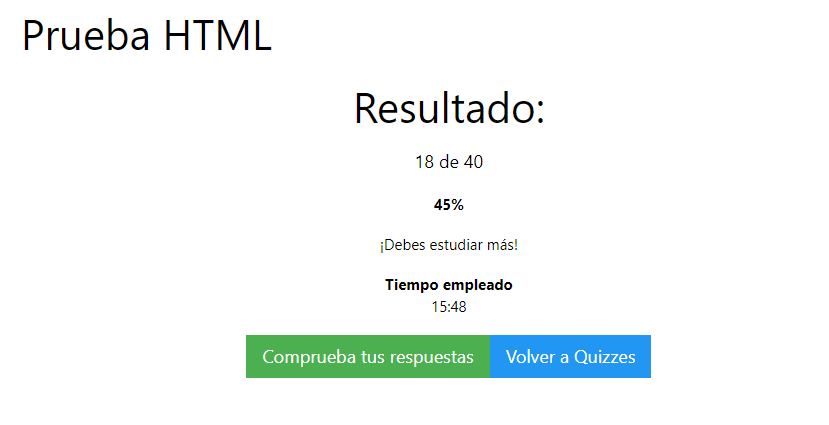 Prueba HTML
Resultado:
18 de 40
45%
¡Debes estudiar más!
Tiempo empleado
15:48
Comprueba tus respuestas Volver a Quizzes